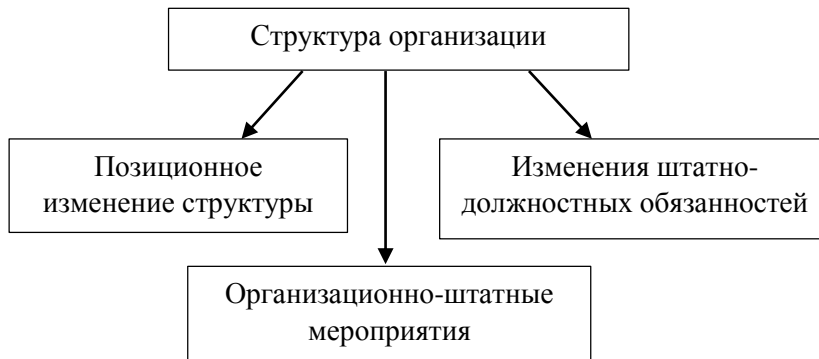 Структура организации
Позиционное
изменение структуры
Изменения штатно-
должностных обязанностей
Организационно-штатные
мероприятия